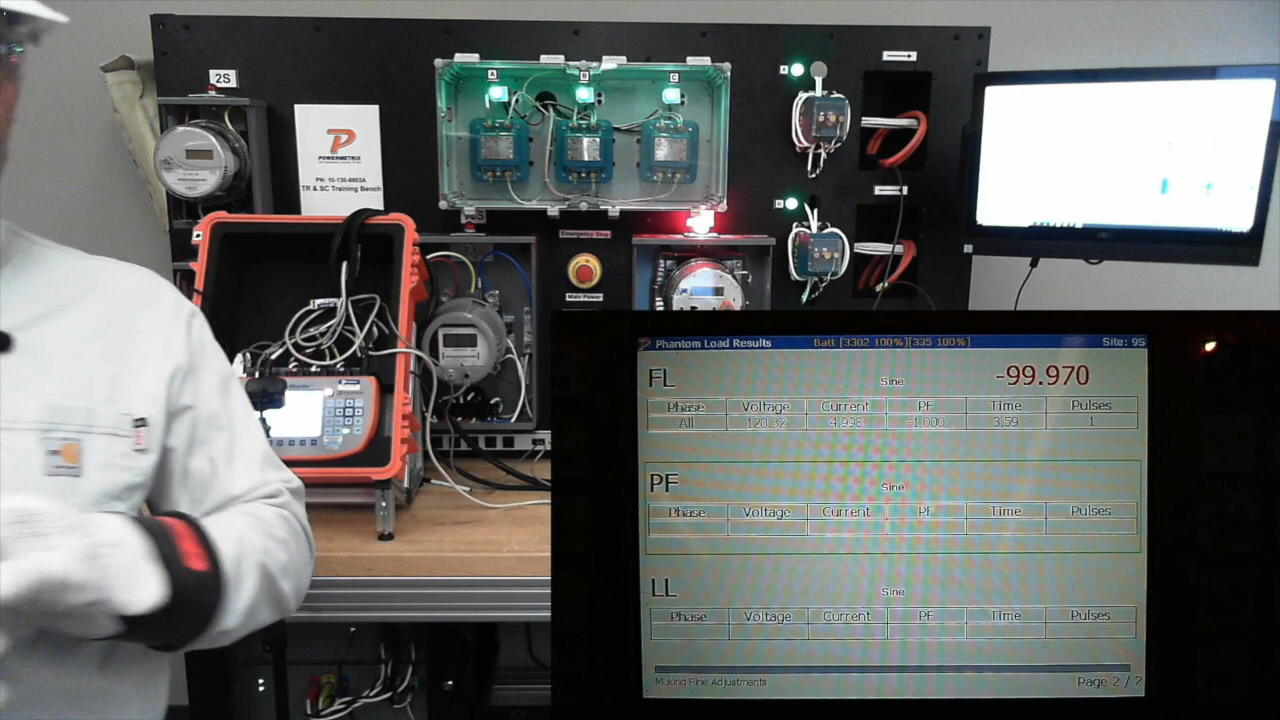 2S
POWERMETRIX
PN: 10-130-6603A
TR & SC Training Bench
A
B
C
A
B
Emergency Stop
Main Power
Phantom Load Results
Batt [3302 100%][335 100%]
Site: 9S
FL
Sine
-99.970
Phase Voltage Current PF Time Pulses
All 120.32 4.998 -1.000 3.59 1
PF
Sine
Phase Voltage Current PF Time Pulses
LL
Sine
Phase Voltage Current PF Time Pulses
Making Fine Adjustments
Page 2 / 2